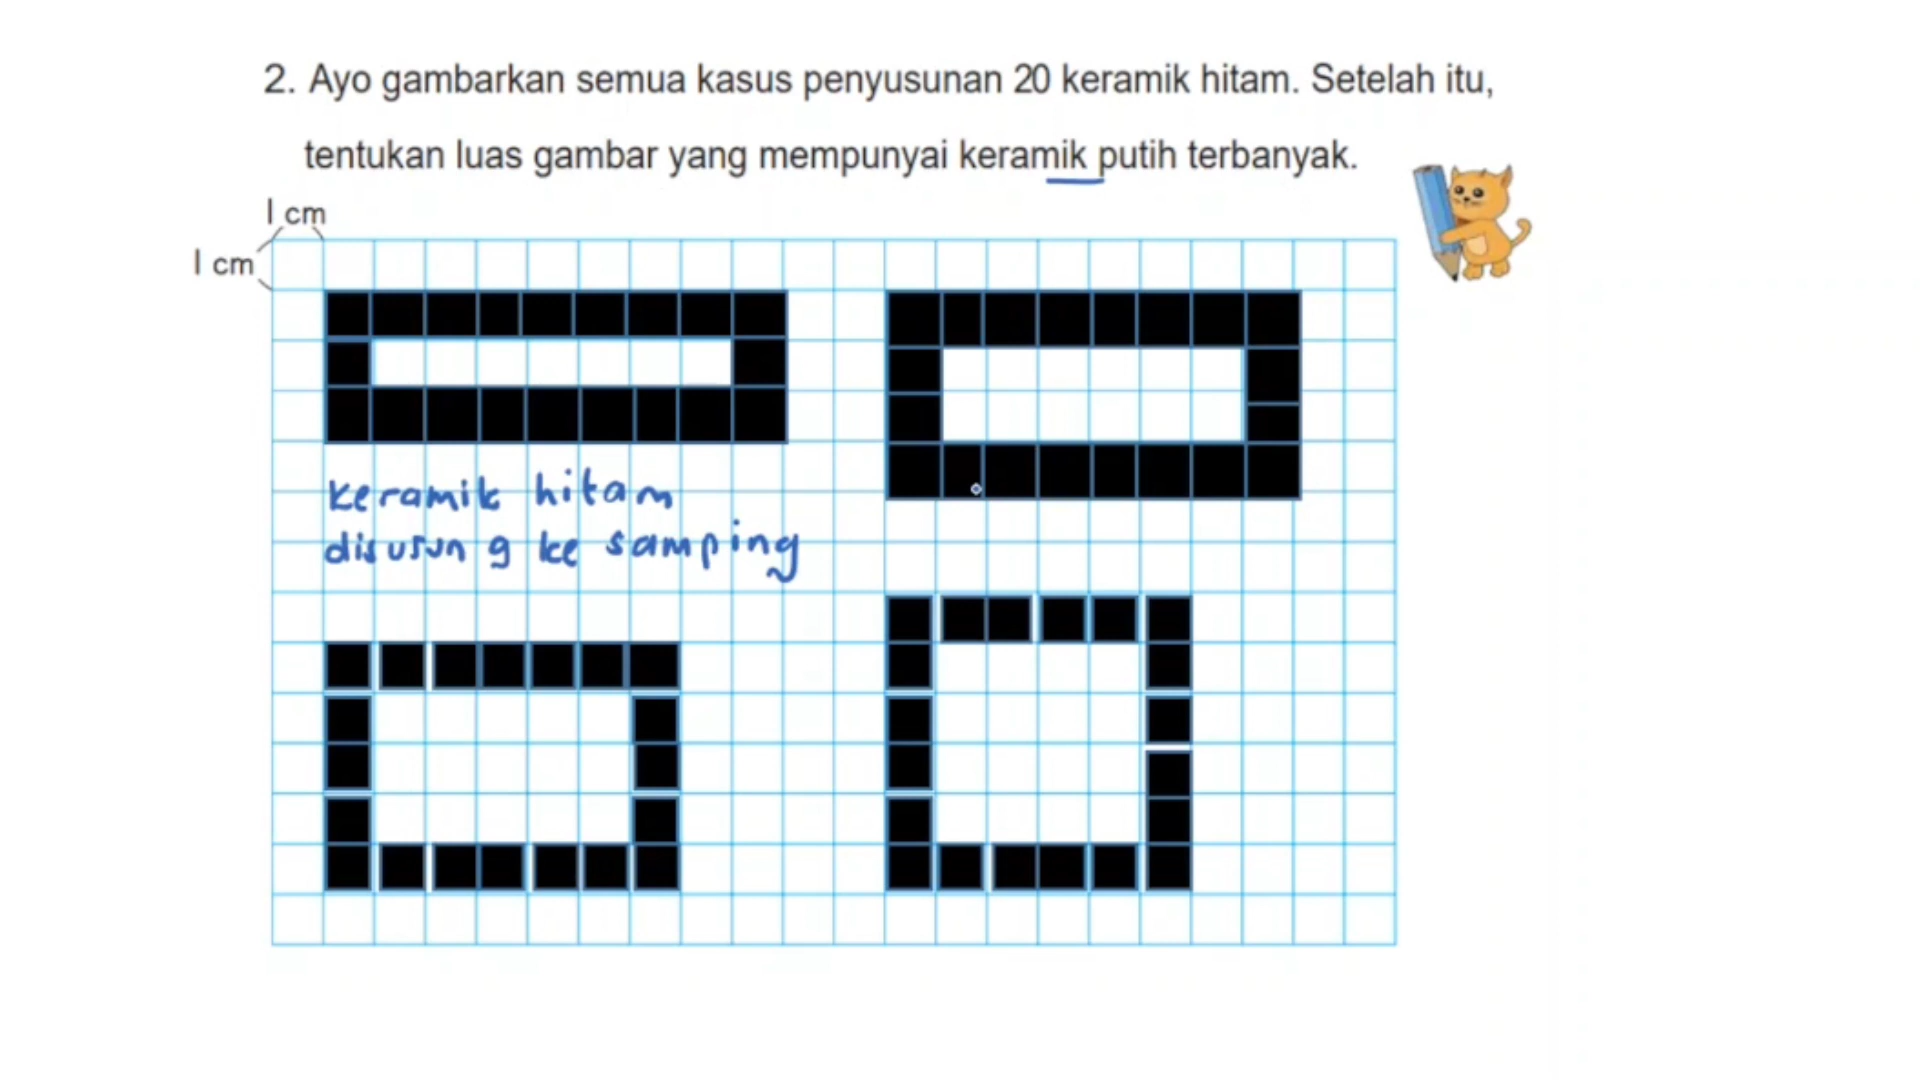 2. Ayo gambarkan semua kasus penyusunan 20 keramik hitam. Setelah itu,
tentukan luas gambar yang mempunyai keramik putih terbanyak.
1 cm
1 cm
keramik hitam
disusun 9 ke samping